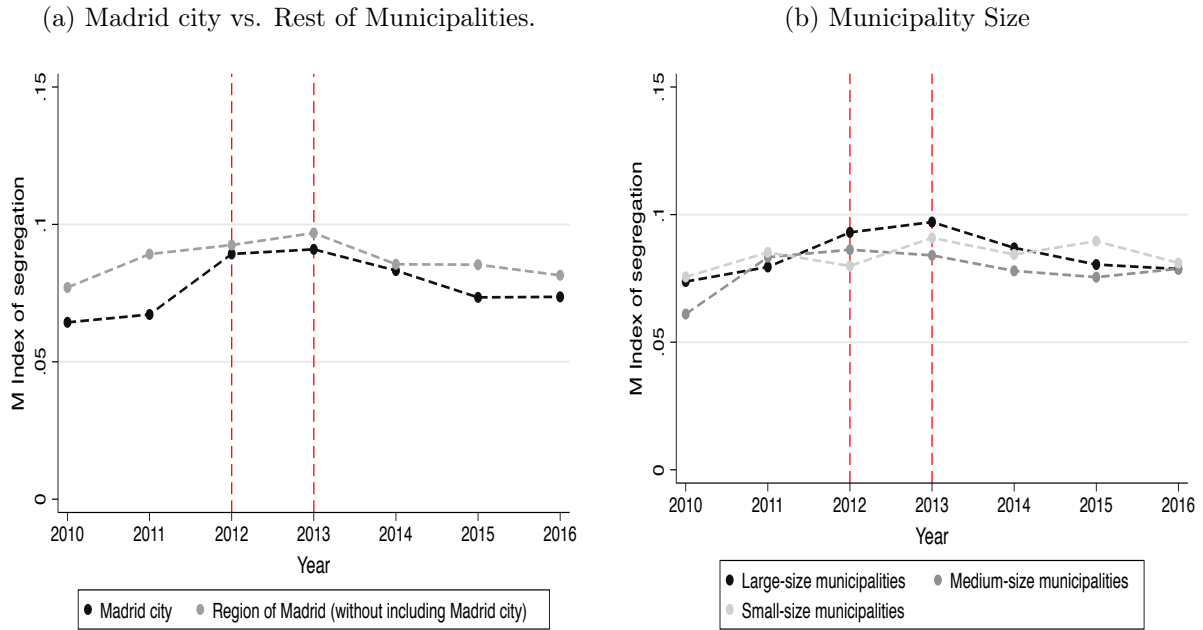 (a) Madrid city vs. Rest of Municipalities.
M Index of segregation
.15
.1
.05
0
2010 2011 2012 2013 2014 2015 2016
Year
Madrid city Region of Madrid (without including Madrid city)
(b) Municipality Size
M Index of segregation
.15
.1
.05
0
2010 2011 2012 2013 2014 2015 2016
Year
Large-size municipalities Medium-size municipalities
Small-size municipalities